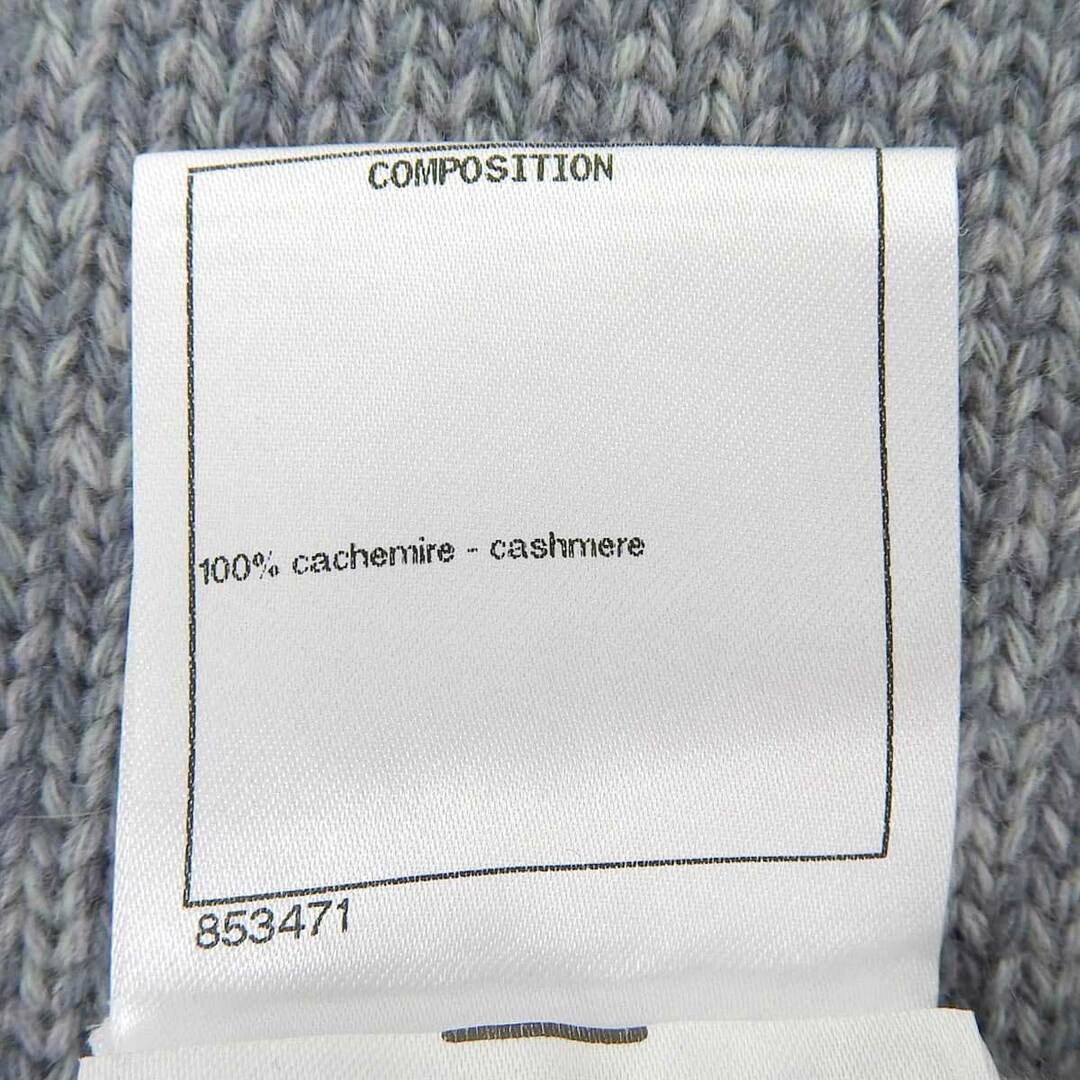 COMPOSITION
100% cachemire - cashmere
853471